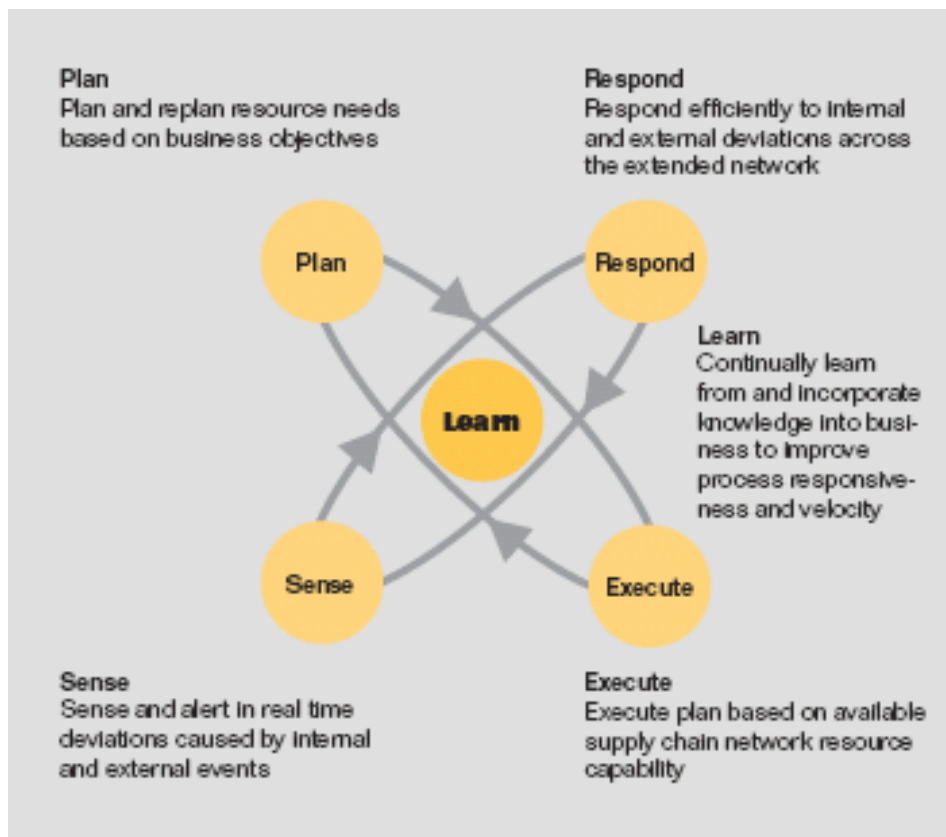 Plan
Plan and replan resource needs
based on business objectives
Respond
Respond efficiently to internal
and external deviations across
the extended network
Plan
Respond
Learn
Continually learn
from and incorporate
knowledge into busi-
ness to improve
process responsive-
ness and velocity
Learn
Sense
Execute
Sense
Sense and alert in real time
deviations caused by internal
and external events
Execute
Execute plan based on available
supply chain network resource
capability